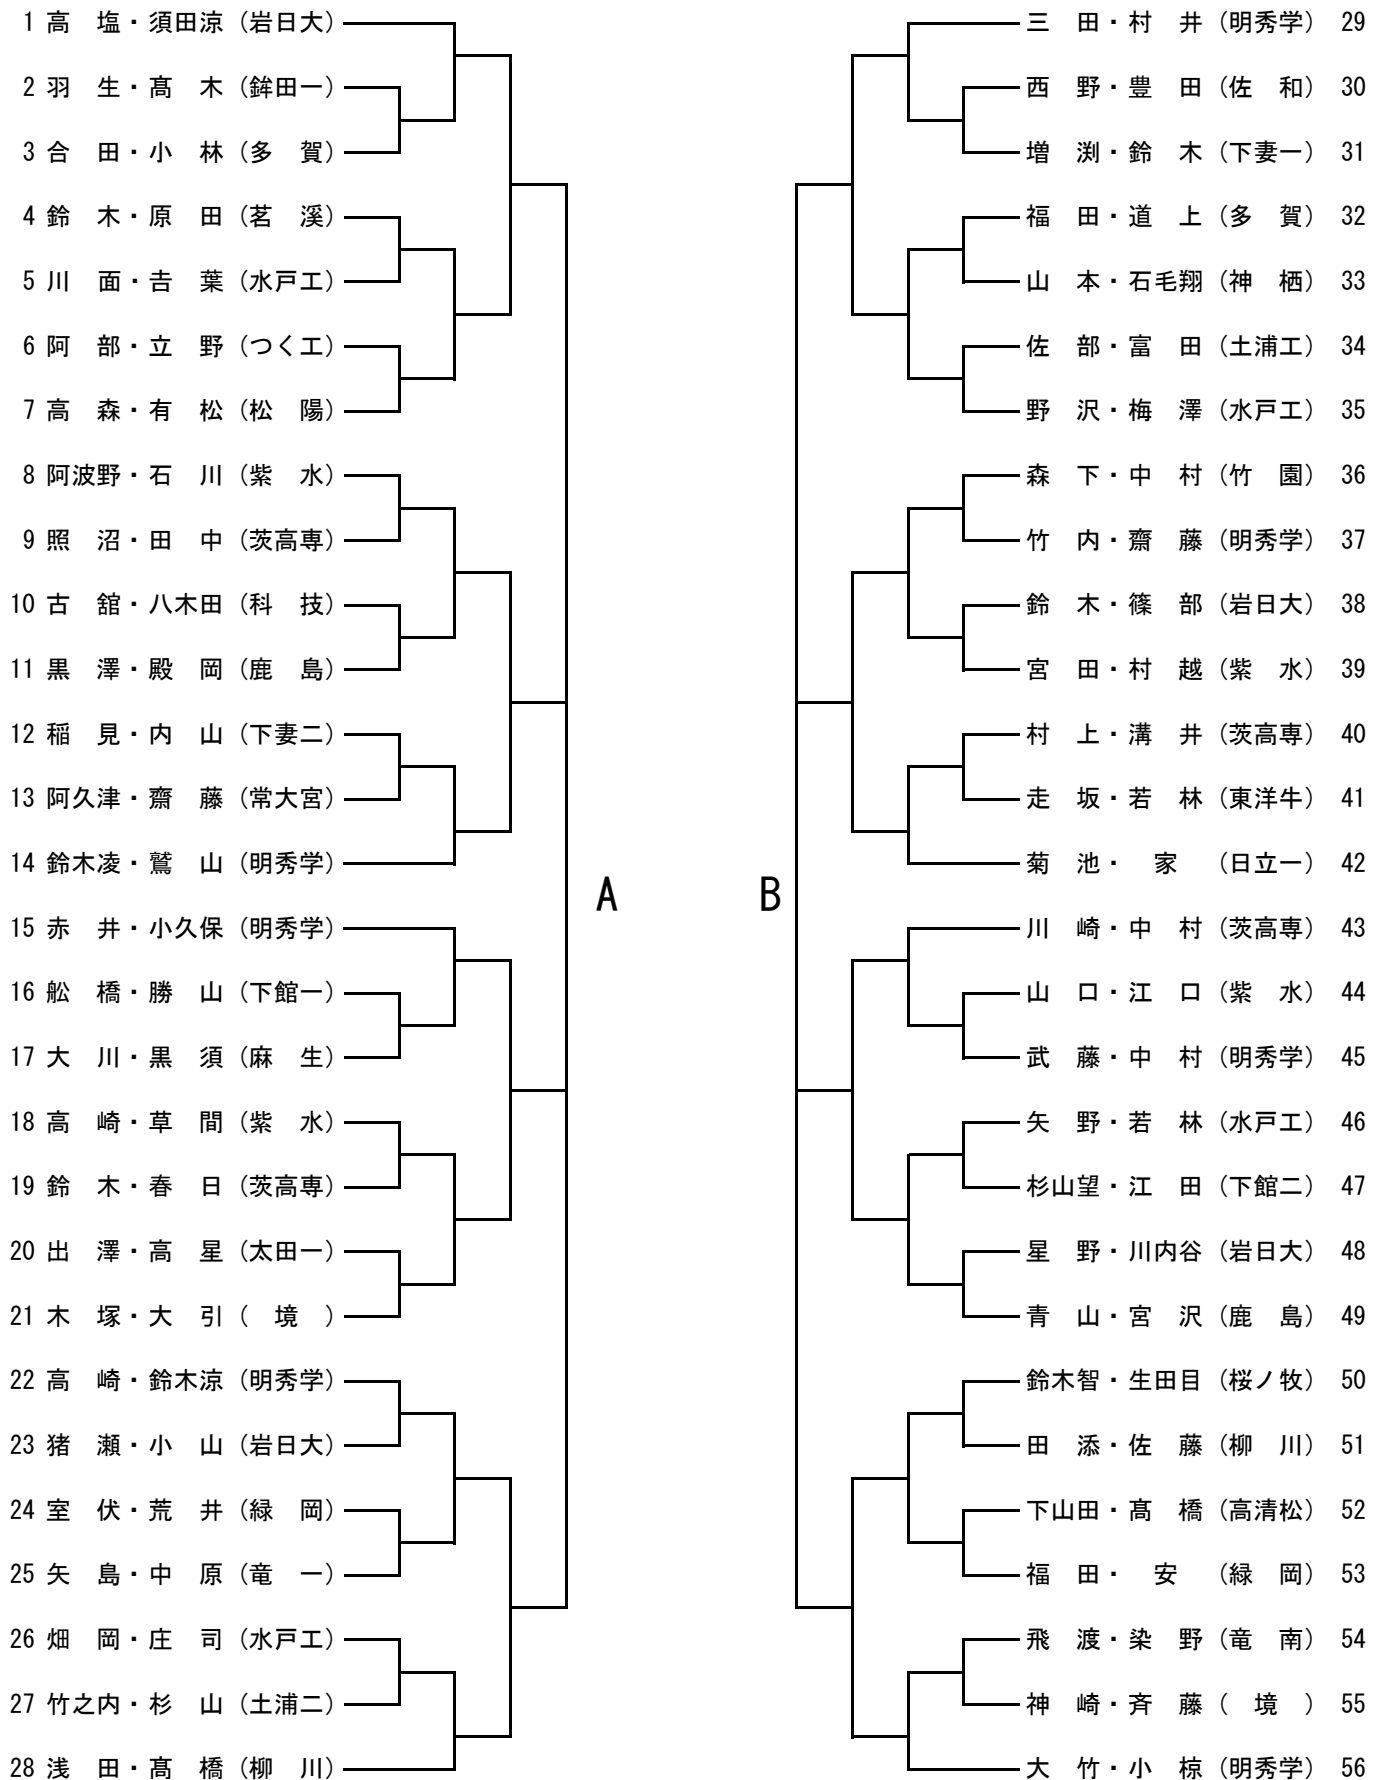 1 高　塩・須田涼（岩日大）
2 羽　生・髙　木（鉾田一）
3 合　田・小　林（多　賀）
4 鈴　木・原　田（茗　溪）
5 川　面・𠮷　葉（水戸工）
6 阿　部・立　野（つく工）
7 高　森・有　松（松　陽）
8 阿波野・石　川（紫　水）
9 照　沼・田　中（茨高専）
10 古　舘・八木田（科　技）
11 黒　澤・殿　岡（鹿　島）
12 稲　見・内　山（下妻二）
13 阿久津・齋　藤（常大宮）
14 鈴木凌・鷲　山（明秀学）
15 赤　井・小久保（明秀学）
16 舩　橋・勝　山（下館一）
17 大　川・黒　須（麻　生）
18 高　崎・草　間（紫　水）
19 鈴　木・春　日（茨高専）
20 出　澤・高　星（太田一）
21 木　塚・大　引（　境　）
22 高　崎・鈴木涼（明秀学）
23 猪　瀬・小　山（岩日大）
24 室　伏・荒　井（緑　岡）
25 矢　島・中　原（竜　一）
26 畑　岡・庄　司（水戸工）
27 竹之内・杉　山（土浦二）
28 浅　田・髙　橋（柳　川）
A
B
三　田・村　井（明秀学） 29
西　野・豊　田（佐　和） 30
増　渕・鈴　木（下妻一） 31
福　田・道　上（多　賀） 32
山　本・石毛翔（神　栖） 33
佐　部・富　田（土浦工） 34
野　沢・梅　澤（水戸工） 35
森　下・中　村（竹　園） 36
竹　内・齋　藤（明秀学） 37
鈴　木・篠　部（岩日大） 38
宮　田・村　越（紫　水） 39
村　上・溝　井（茨高専） 40
走　坂・若　林（東洋牛） 41
菊　池・　家　（日立一） 42
川　崎・中　村（茨高専） 43
山　口・江　口（紫　水） 44
武　藤・中　村（明秀学） 45
矢　野・若　林（水戸工） 46
杉山望・江　田（下館二） 47
星　野・川内谷（岩日大） 48
青　山・宮　沢（鹿　島） 49
鈴木智・生田目（桜ノ牧） 50
田　添・佐　藤（柳　川） 51
下山田・髙　橋（高清松） 52
福　田・　安　（緑　岡） 53
飛　渡・染　野（竜　南） 54
神　崎・斉　藤（　境　） 55
大　竹・小　椋（明秀学） 56